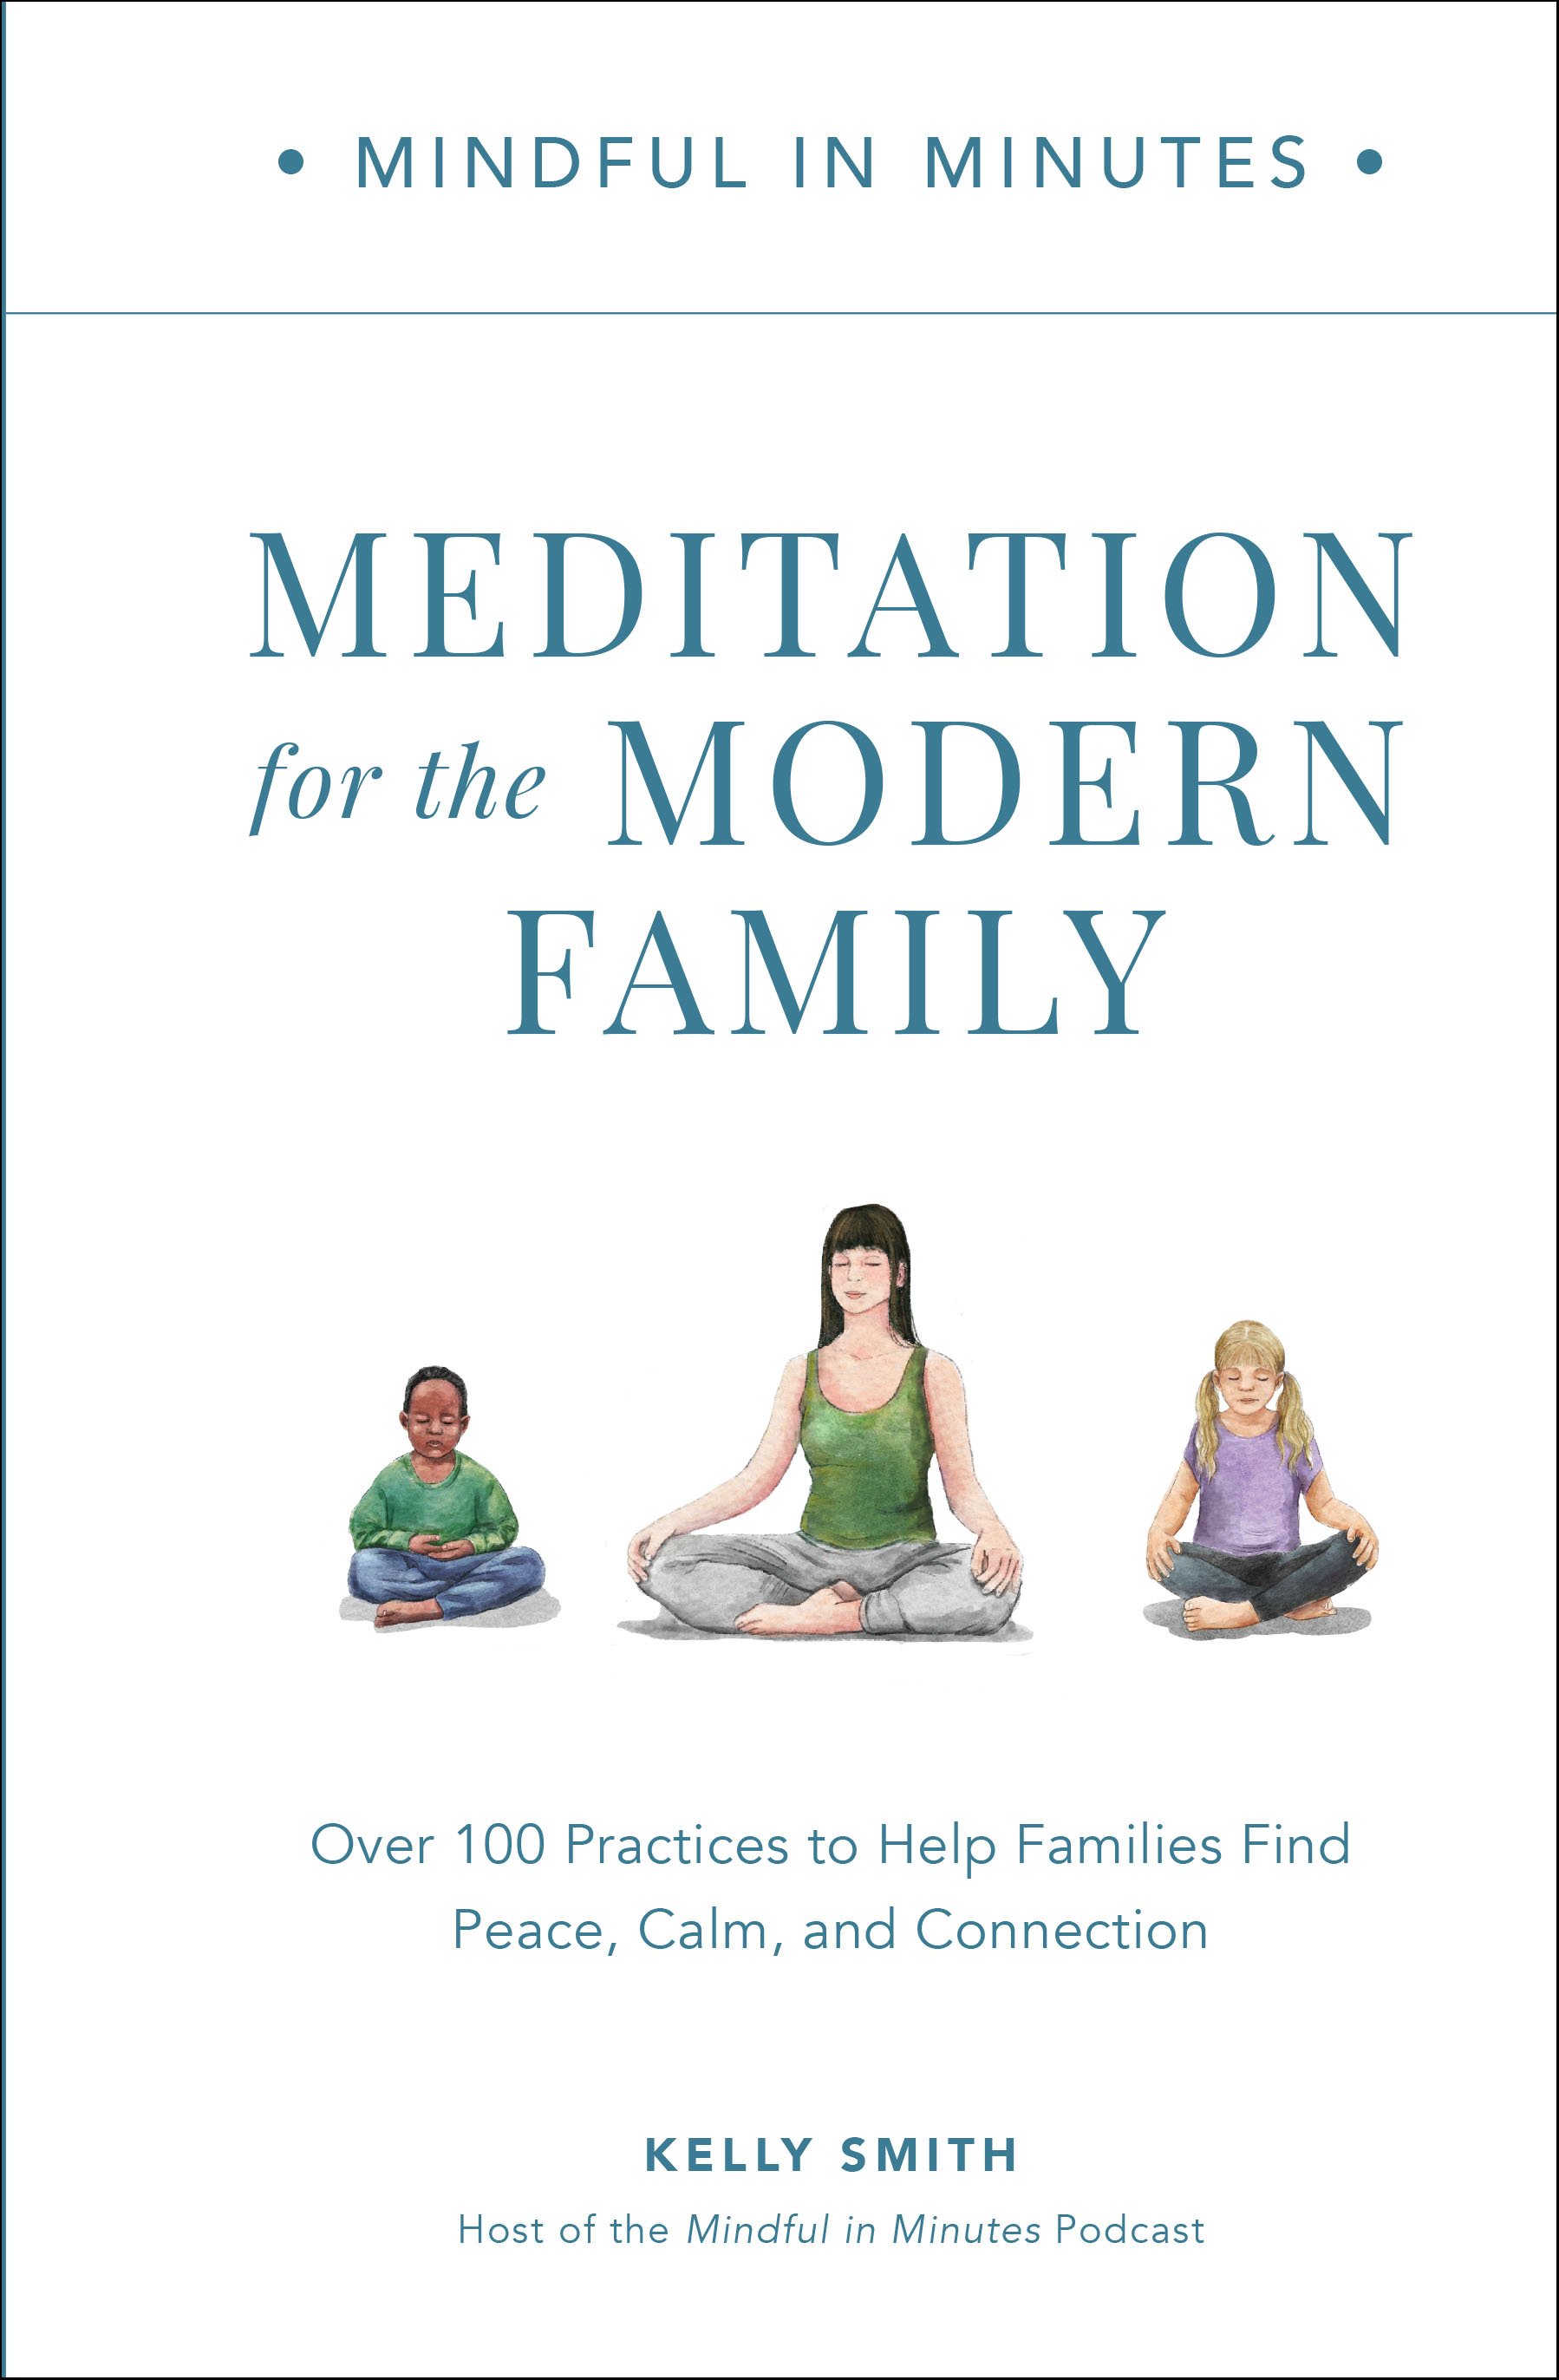 • MINDFUL IN MINUTES •
MEDITATION
for the MODERN
FAMILY
Over 100 Practices to Help Families Find
Peace, Calm, and Connection
KELLY SMITH
Host of the Mindful in Minutes Podcast